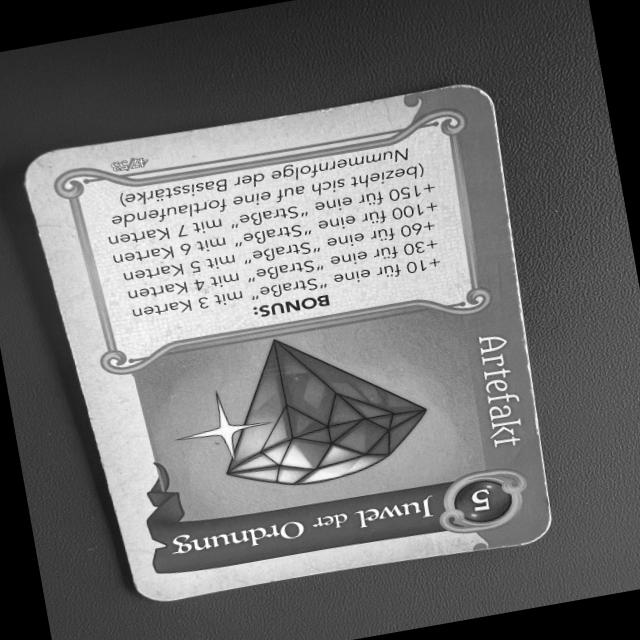 5
Juwel der Ordnung
Artefakt
BONUS:
+10 für eine "Straße" mit 3 Karten
+30 für eine "Straße" mit 4 Karten
+60 für eine "Straße" mit 5 Karten
+100 für eine "Straße" mit 6 Karten
+150 für eine "Straße" mit 7 Karten
(bezieht sich auf eine fortlaufende
Nummernfolge der Basisstärke)